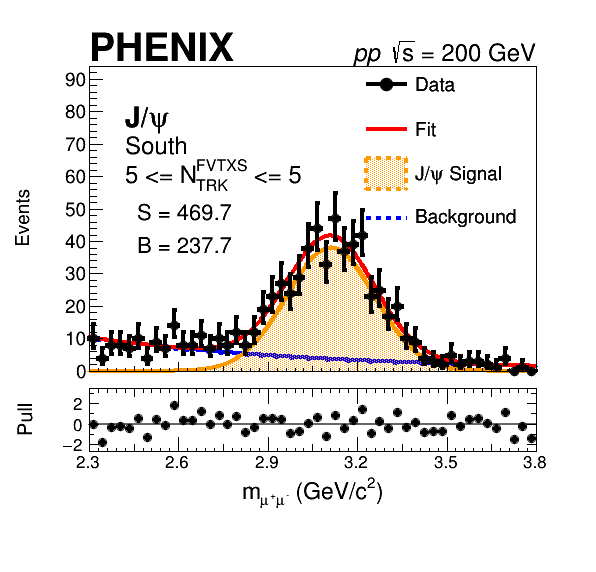 PHENIX
pp √s = 200 GeV
J/ψ
South
5 <= N_TRK^FVTXS <= 5
S = 469.7
B = 237.7
Data
Fit
J/ψ Signal
Background
Events
90
80
70
60
50
40
30
20
10
0
Pull
2
0
−2
2.3 2.6 2.9 3.2 3.5 3.8
m_μ⁺μ⁻ (GeV/c²)